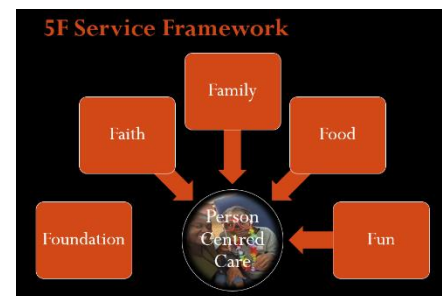 5F Service Framework
Family
Faith
Food
Foundation
Person
Centred
Care
Fun